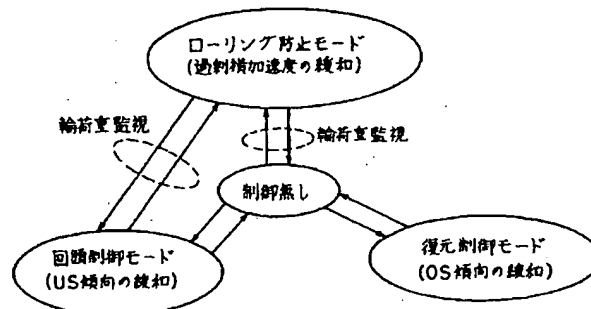 ローリング防止モード
(過剰横加速度の緩和)
輪荷重監視
輪荷重監視
制御無し
回頭制御モード
(US傾向の緩和)
復元制御モード
(OS傾向の緩和)